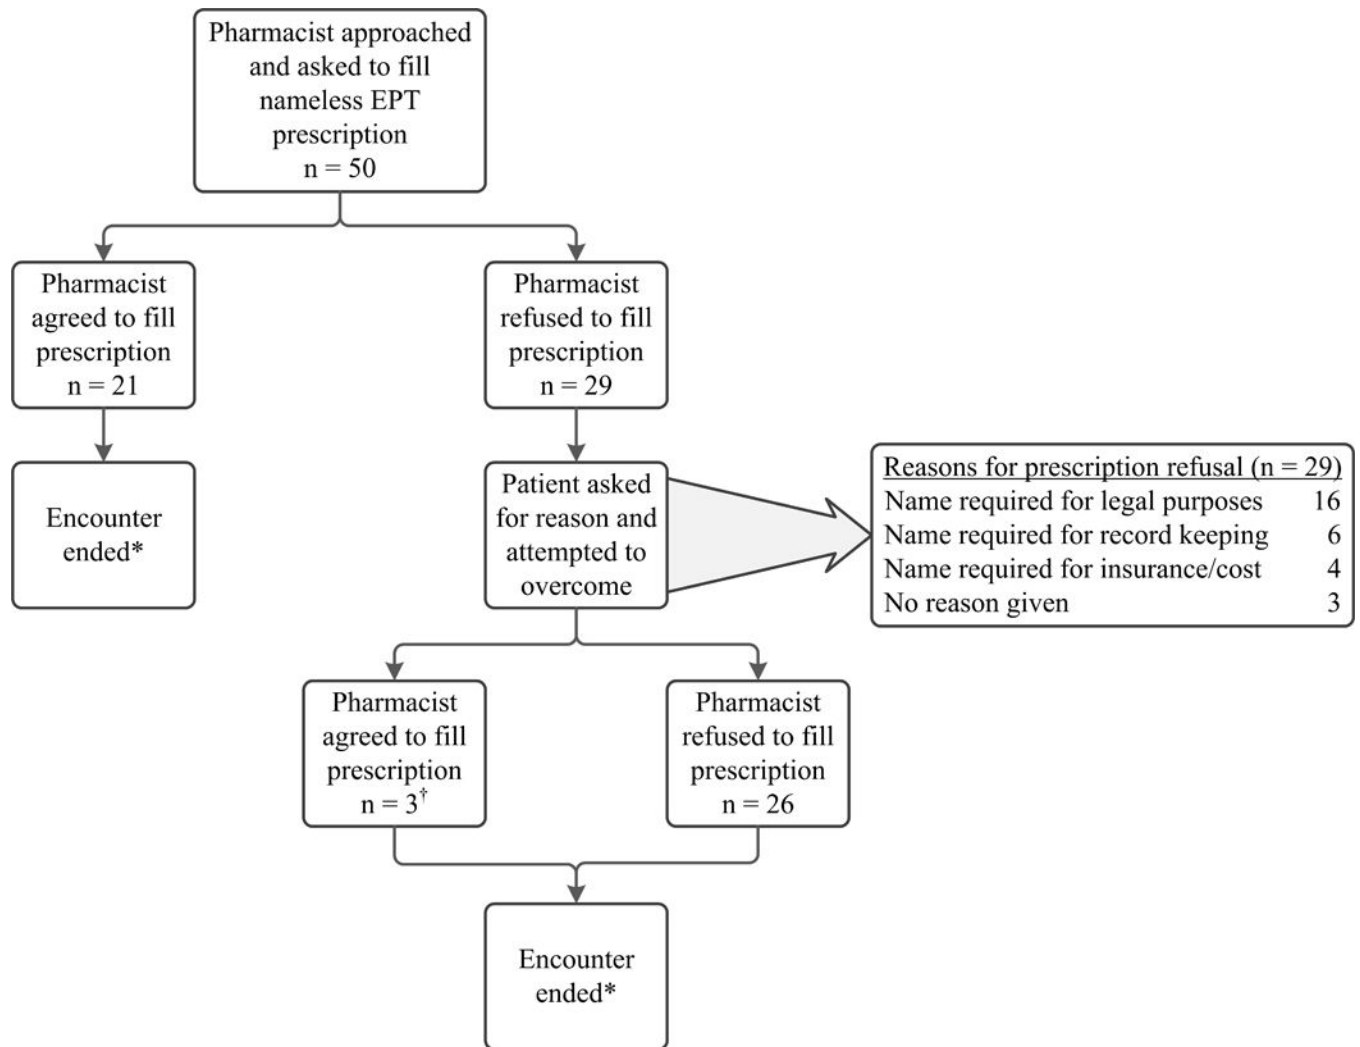 Pharmacist approached
and asked to fill
nameless EPT
prescription
n = 50
Pharmacist
agreed to fill
prescription
n = 21
Pharmacist
refused to fill
prescription
n = 29
Encounter
ended*
Patient asked
for reason and
attempted to
overcome
Reasons for prescription refusal (n = 29)
Name required for legal purposes 16
Name required for record keeping 6
Name required for insurance/cost 4
No reason given 3
Pharmacist
agreed to fill
prescription
n = 3†
Pharmacist
refused to fill
prescription
n = 26
Encounter
ended*